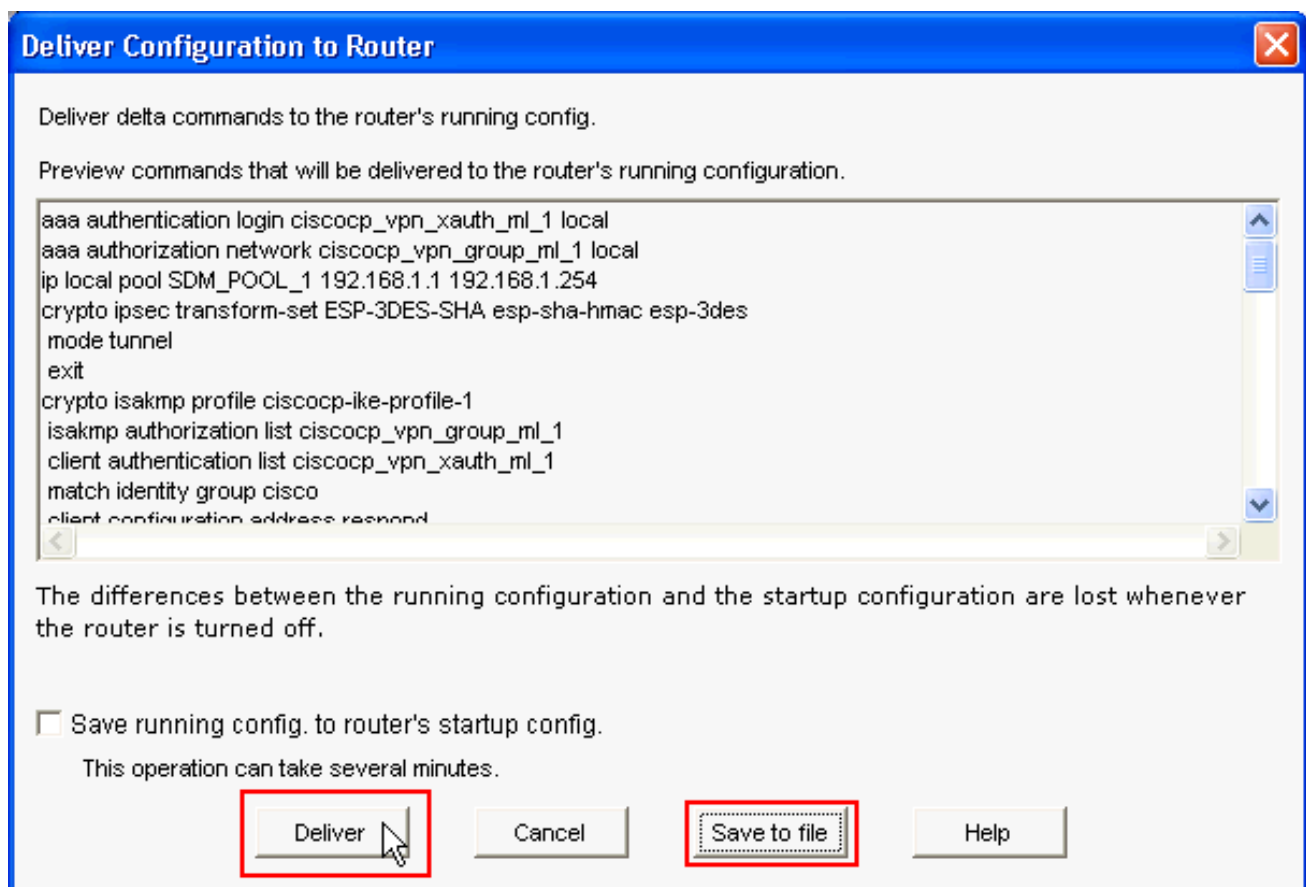 Deliver Configuration to Router
Deliver delta commands to the router's running config.
Preview commands that will be delivered to the router's running configuration.
aaa authentication login ciscocp_vpn_xauth_ml_1 local
aaa authorization network ciscocp_vpn_group_ml_1 local
ip local pool SDM_POOL_1 192.168.1.1 192.168.1.254
crypto ipsec transform-set ESP-3DES-SHA esp-sha-hmac esp-3des
mode tunnel
exit
crypto isakmp profile ciscocp-ike-profile-1
isakmp authorization list ciscocp_vpn_group_ml_1
client authentication list ciscocp_vpn_xauth_ml_1
match identity group cisco
client configuration address respond
The differences between the running configuration and the startup configuration are lost whenever
the router is turned off.
Save running config. to router's startup config.
This operation can take several minutes.
Deliver Cancel Save to file Help